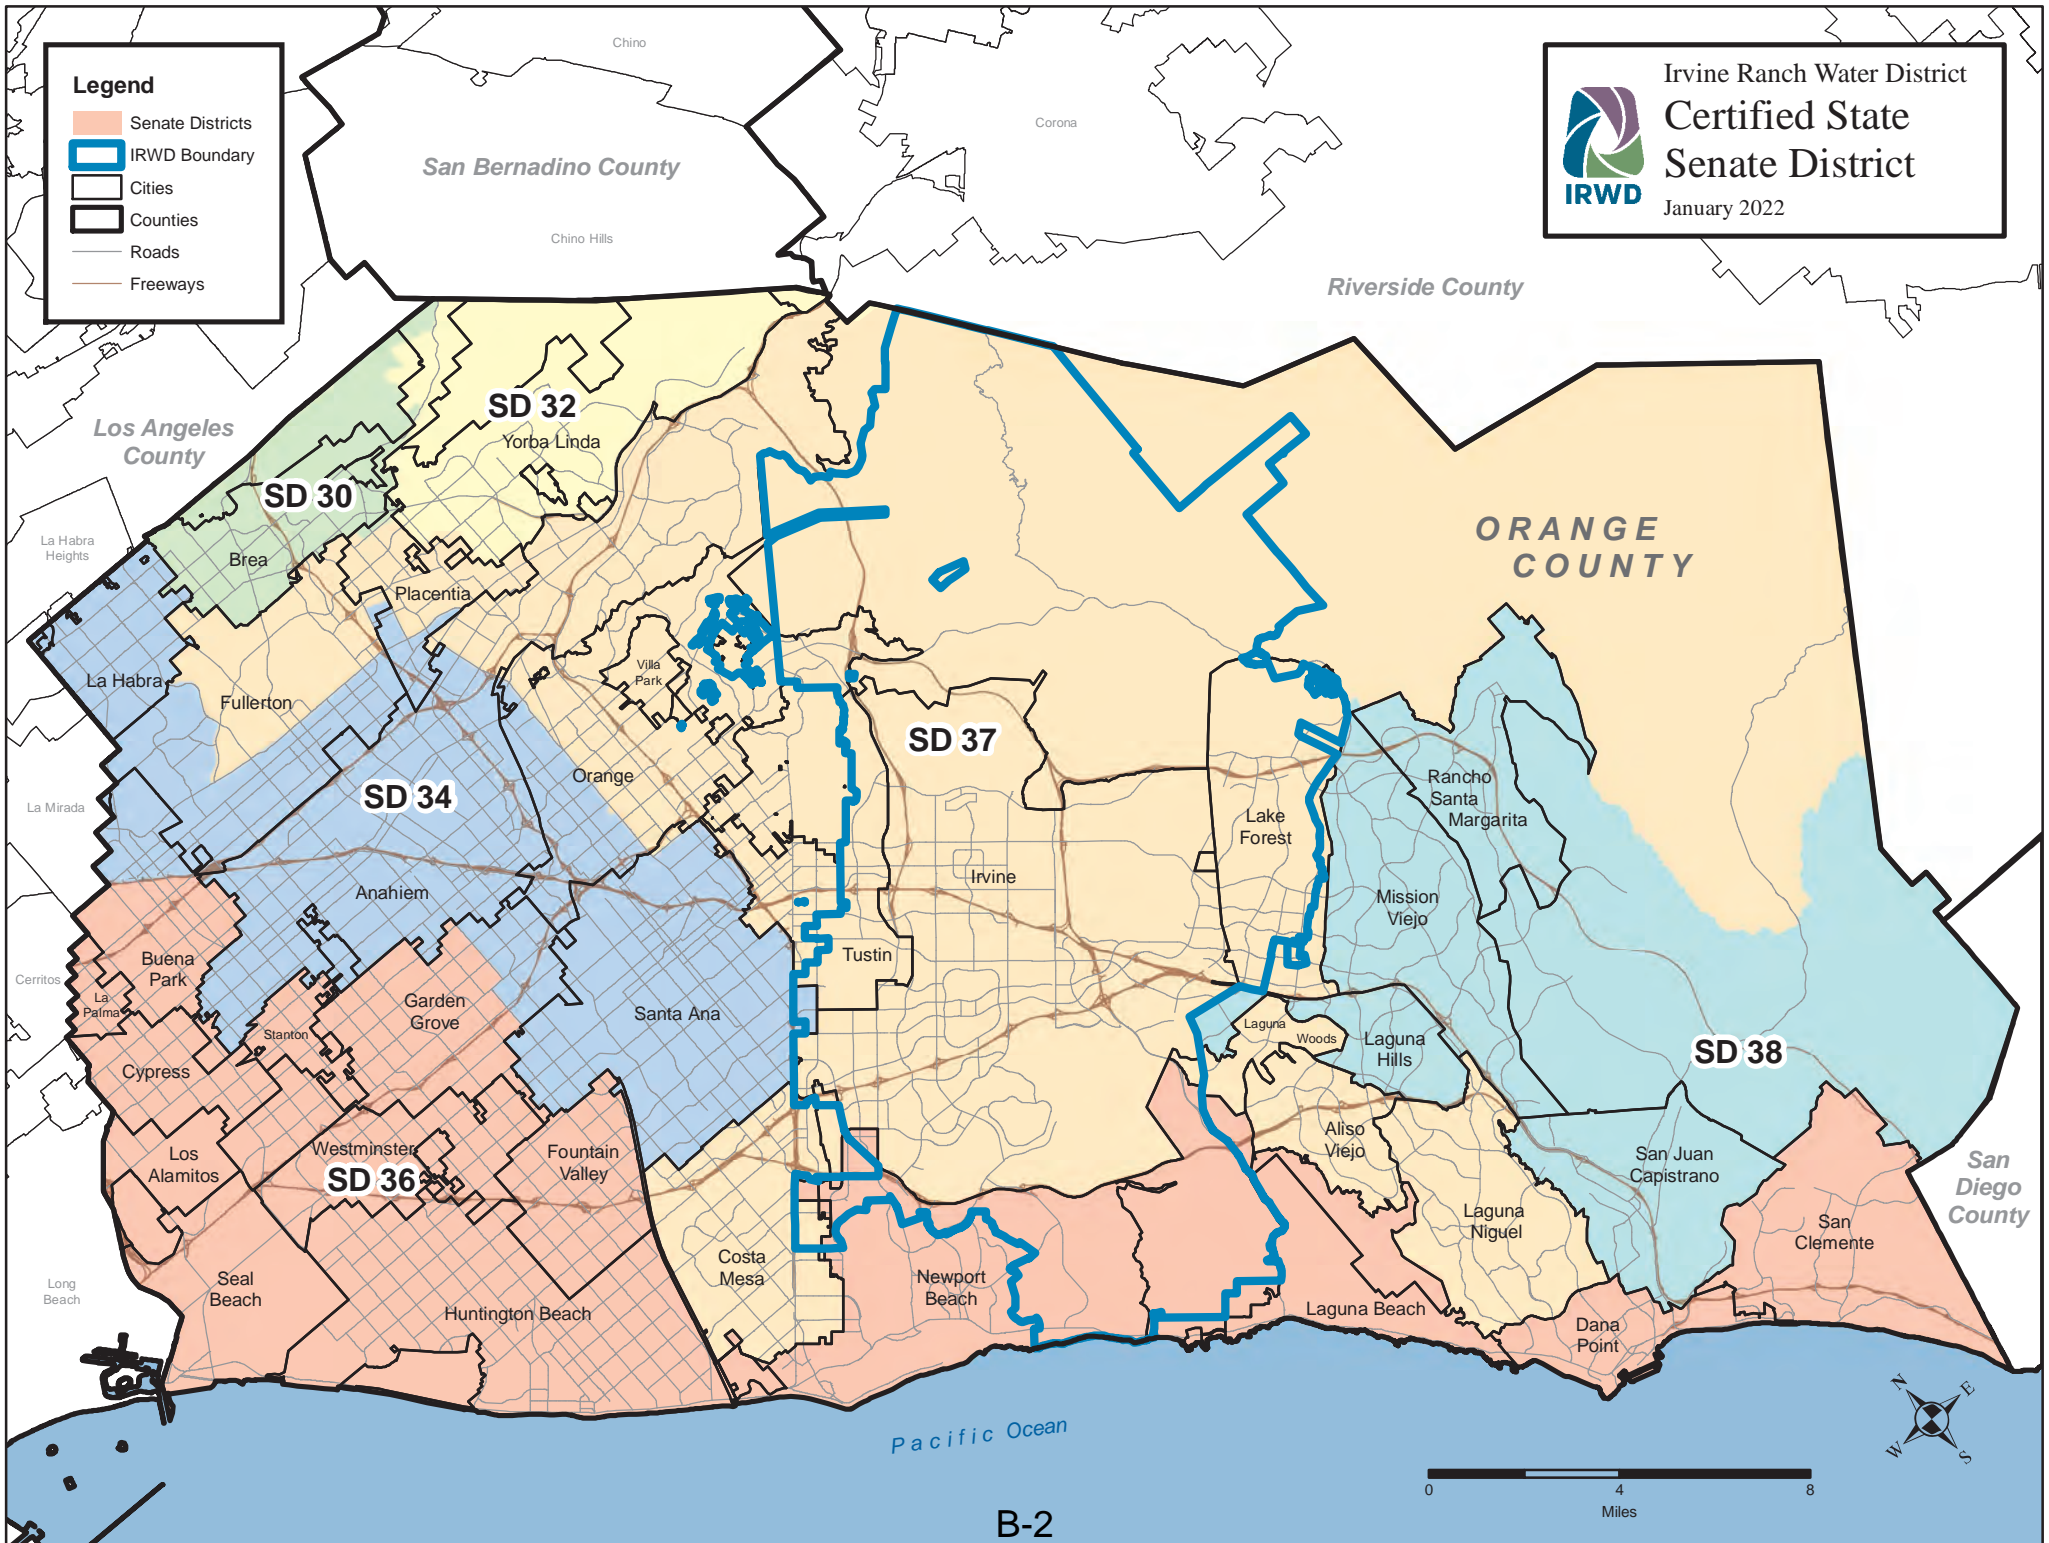 Legend
Senate Districts
IRWD Boundary
Cities
Counties
Roads
Freeways
Irvine Ranch Water District
Certified State
Senate District
January 2022
IRWD
Chino
Corona
San Bernadino County
Chino Hills
Riverside County
Los Angeles
County
SD 32
Yorba Linda
SD 30
La Habra
Heights
Brea
Placentia
ORANGE
COUNTY
La Habra
Villa
Park
Fullerton
SD 37
Orange
SD 34
La Mirada
Rancho
Santa
Margarita
Lake
Forest
Anahiem
Irvine
Mission
Viejo
Buena
Park
Tustin
Cerritos
La
Palma
Garden
Grove
Santa Ana
Stanton
Laguna
Woods
Laguna
Hills
SD 38
Cypress
Los
Alamitos
Westminster
SD 36
Fountain
Valley
Aliso
Viejo
San Juan
Capistrano
San
Diego
County
Laguna
Niguel
San
Clemente
Costa
Mesa
Newport
Beach
Long
Beach
Seal
Beach
Huntington Beach
Laguna Beach
Dana
Point
Pacific Ocean
N
E
W
S
0 4 8
Miles
B-2